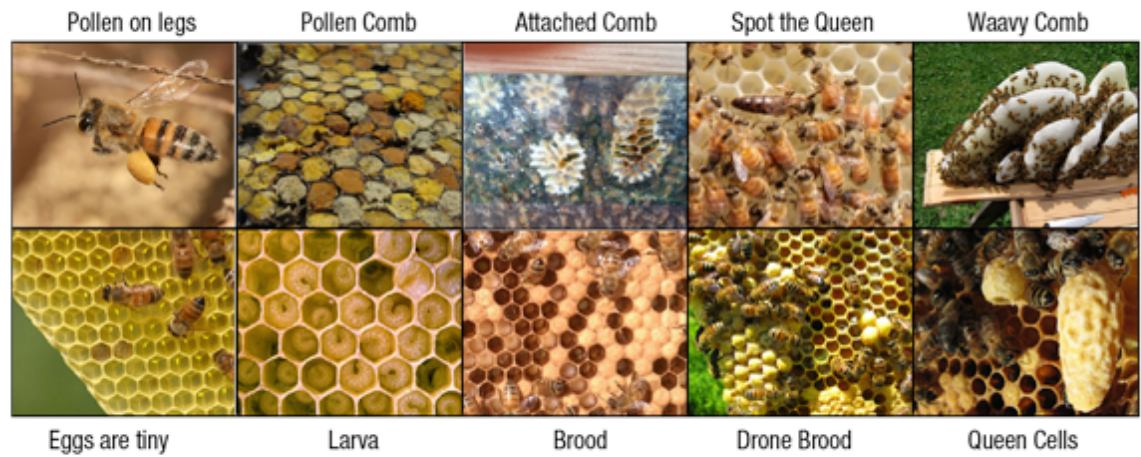 Pollen on legs
Pollen Comb
Attached Comb
Spot the Queen
Waavy Comb
Eggs are tiny
Larva
Brood
Drone Brood
Queen Cells